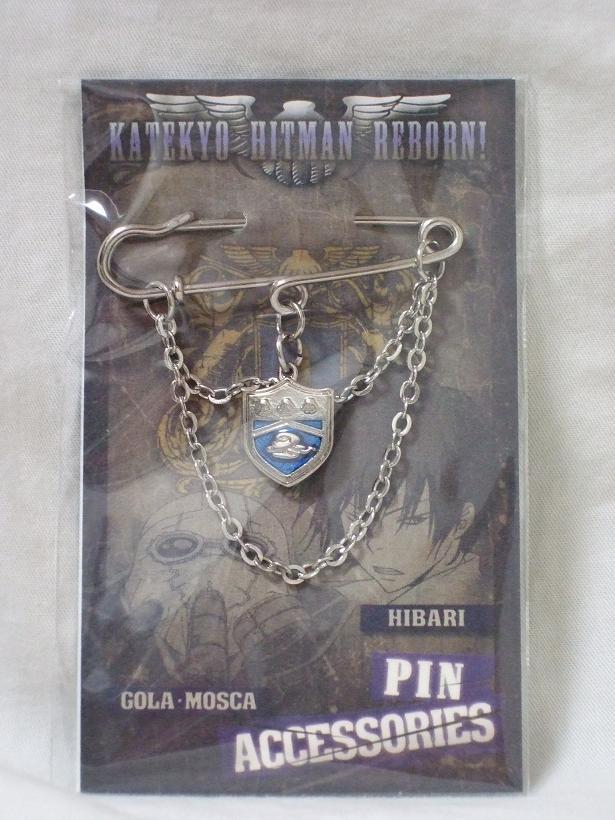 KATEKYO HITMAN REBORN!
HIBARI
GOLA·MOSCA
PIN
ACCESSORIES